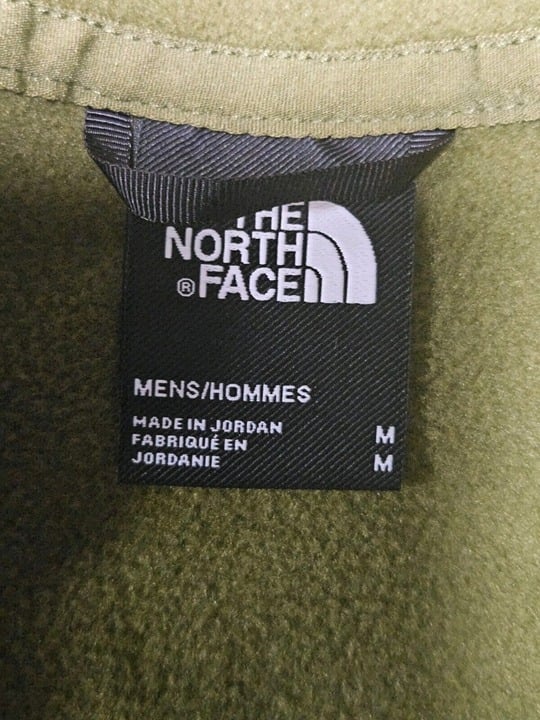 THE
NORTH
® FACE
MENS/HOMMES
MADE IN JORDAN
FABRIQUÉ EN
JORDANIE
M
M